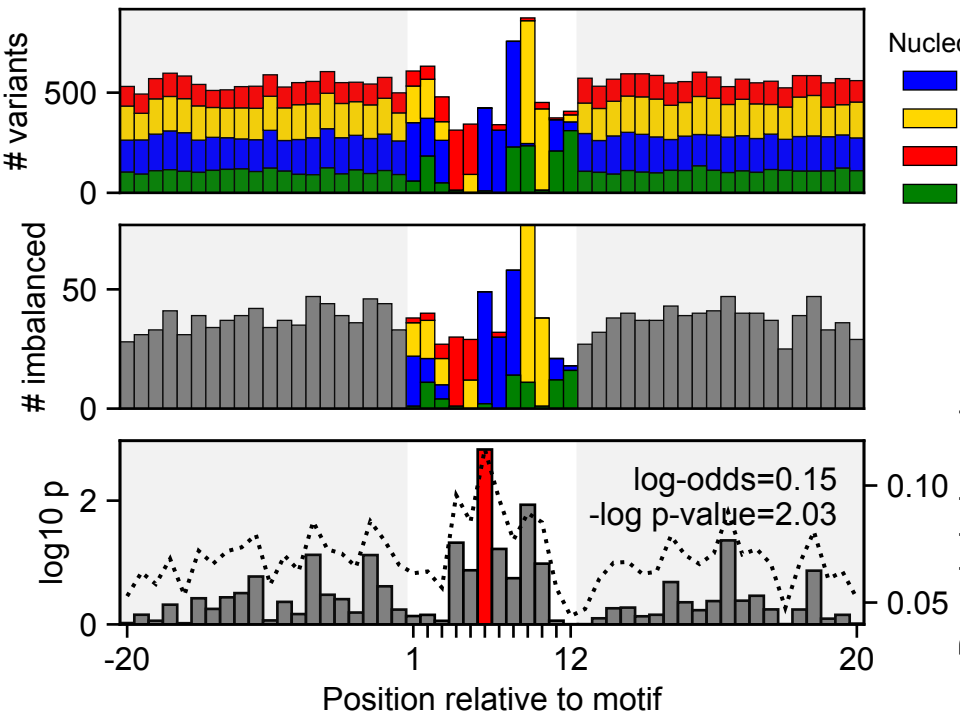 # variants
500
0
Nucleo
# imbalanced
50
0
log10 p
2
0
log-odds=0.15
-log p-value=2.03
0.10
0.05
-20
1
12
20
Position relative to motif